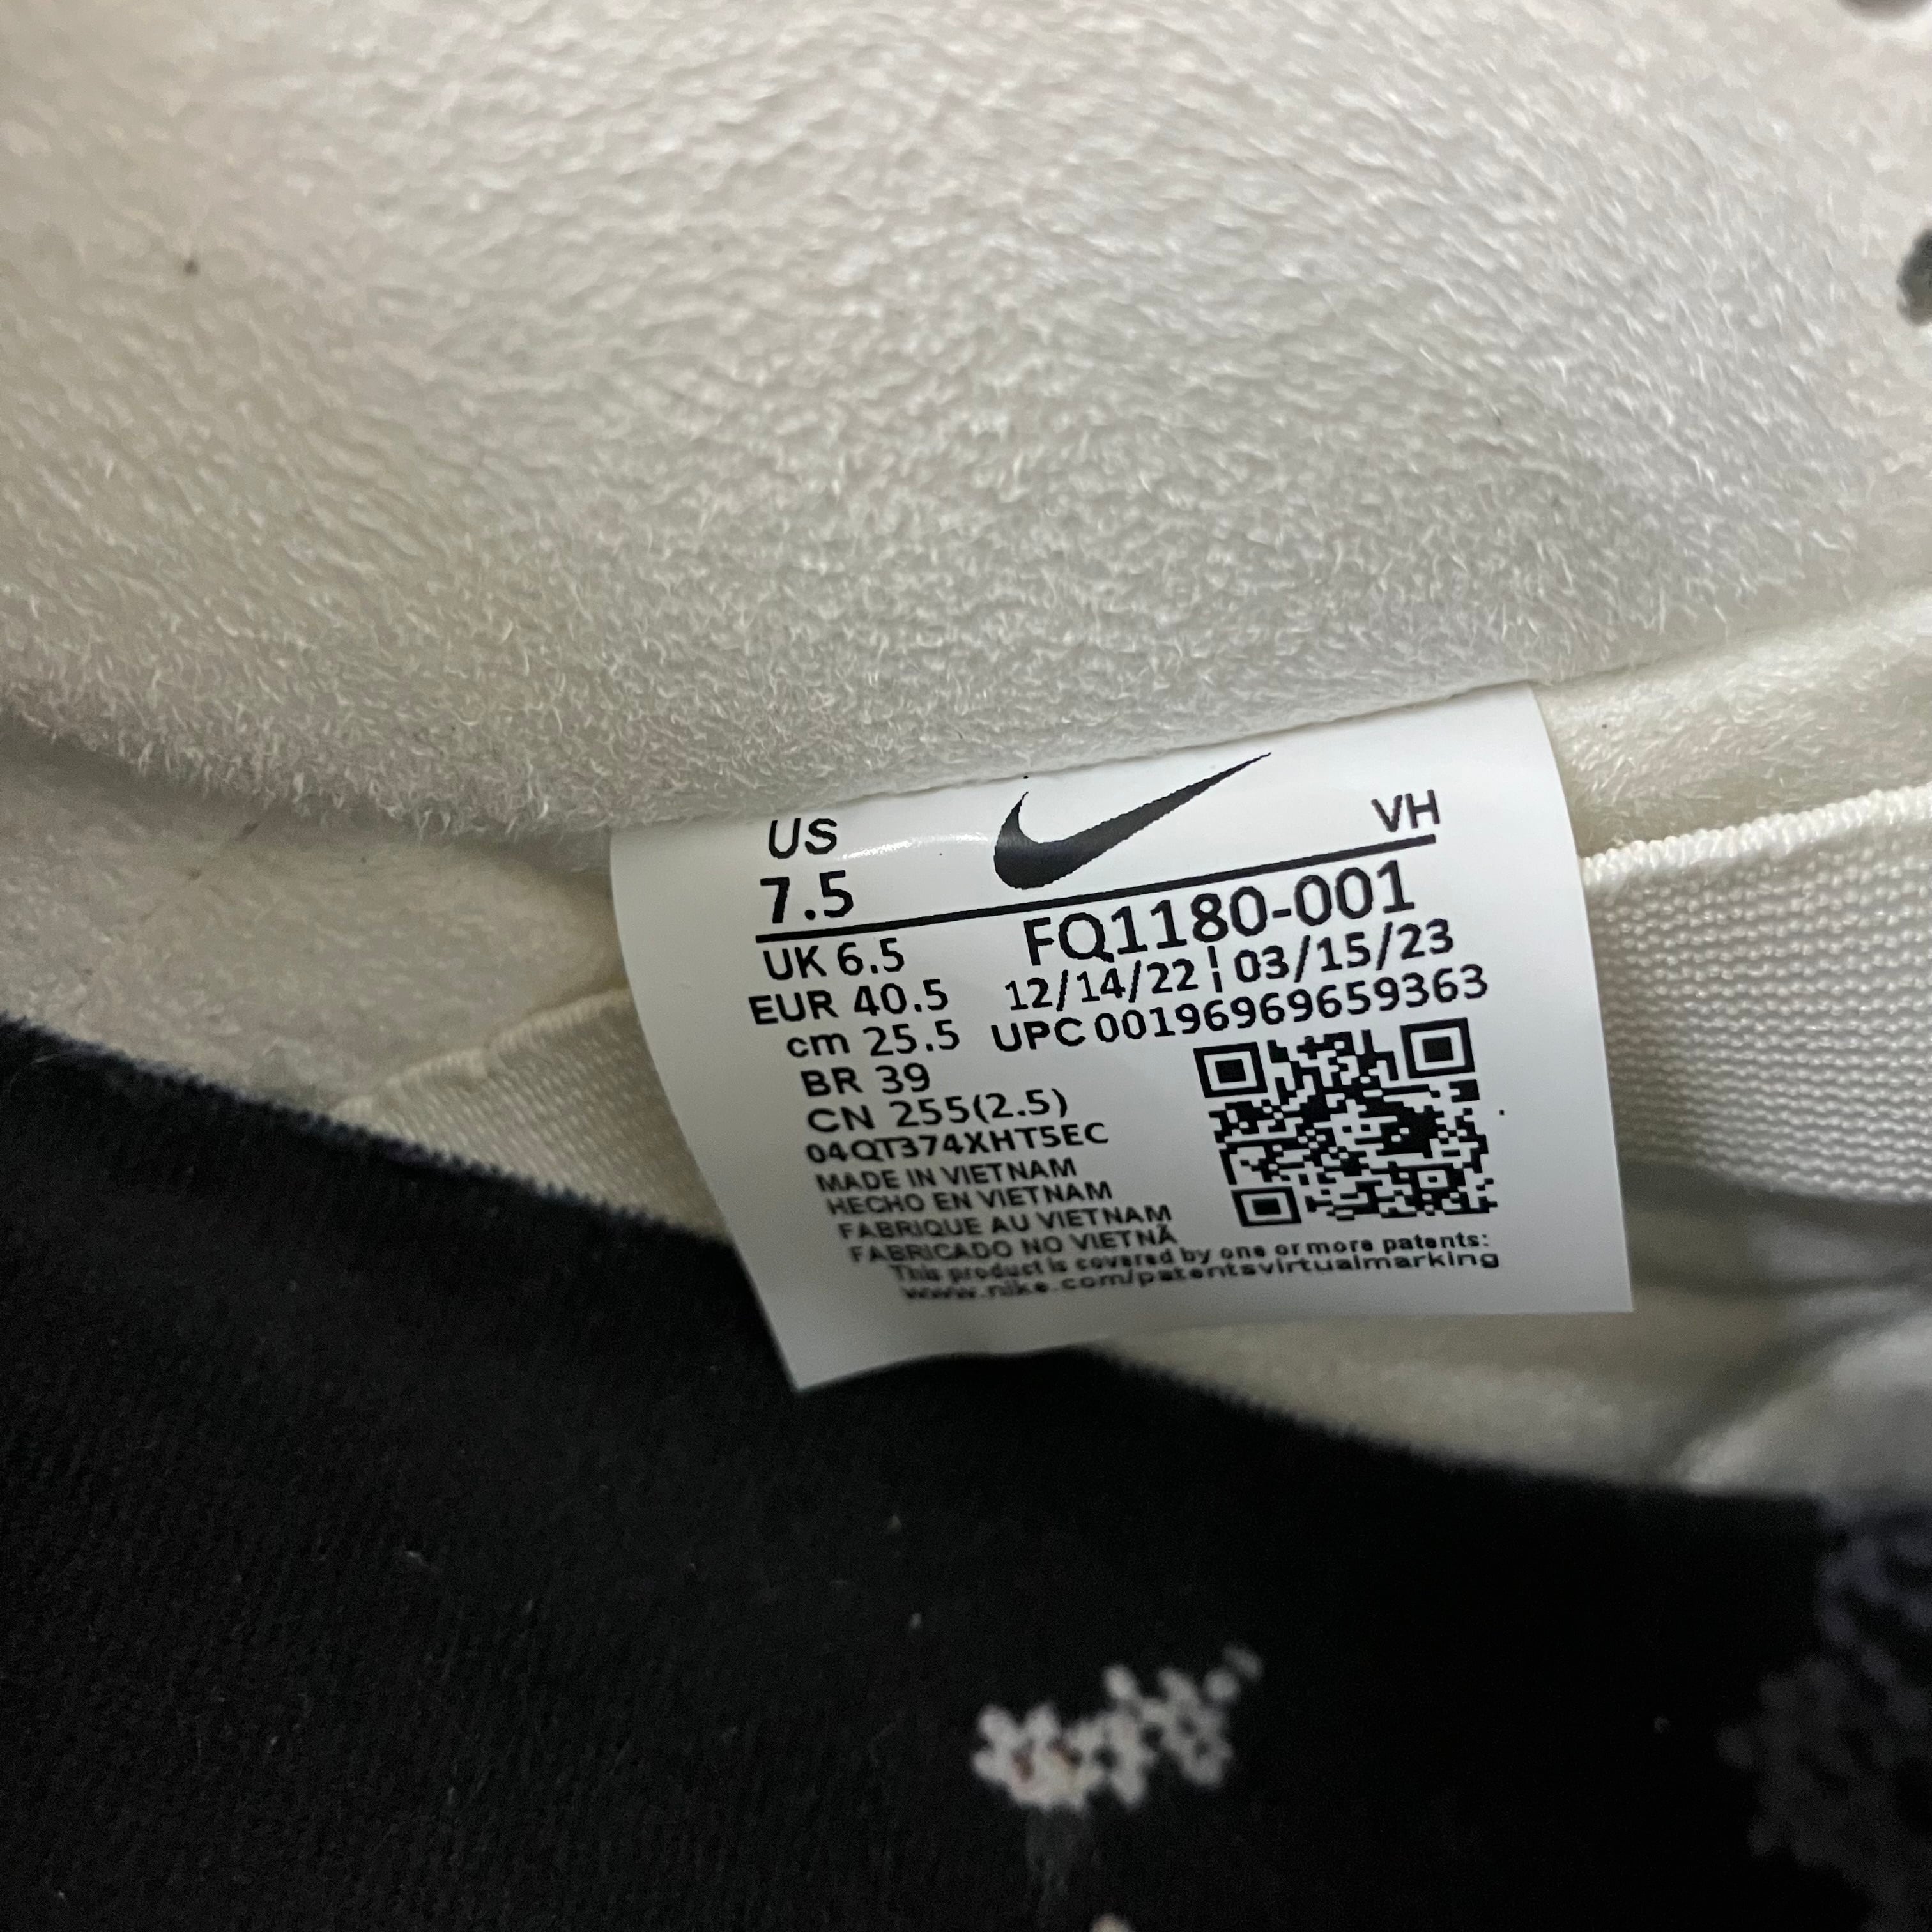 US
VH
7.5
FQ1180-001
UK 6.5
12/14/22 ¦ 03/15/23
EUR 40.5
UPC 00196969659363
cm 25.5
BR 39
CN 255(2.5)
04QT374XHT5EC
MADE IN VIETNAM
HECHO EN VIETNAM
FABRIQUE AU VIETNAM
FABRICADO NO VIETNÃ
This product is covered by one or more patents:
www.nike.com/patentsvirtualmarking